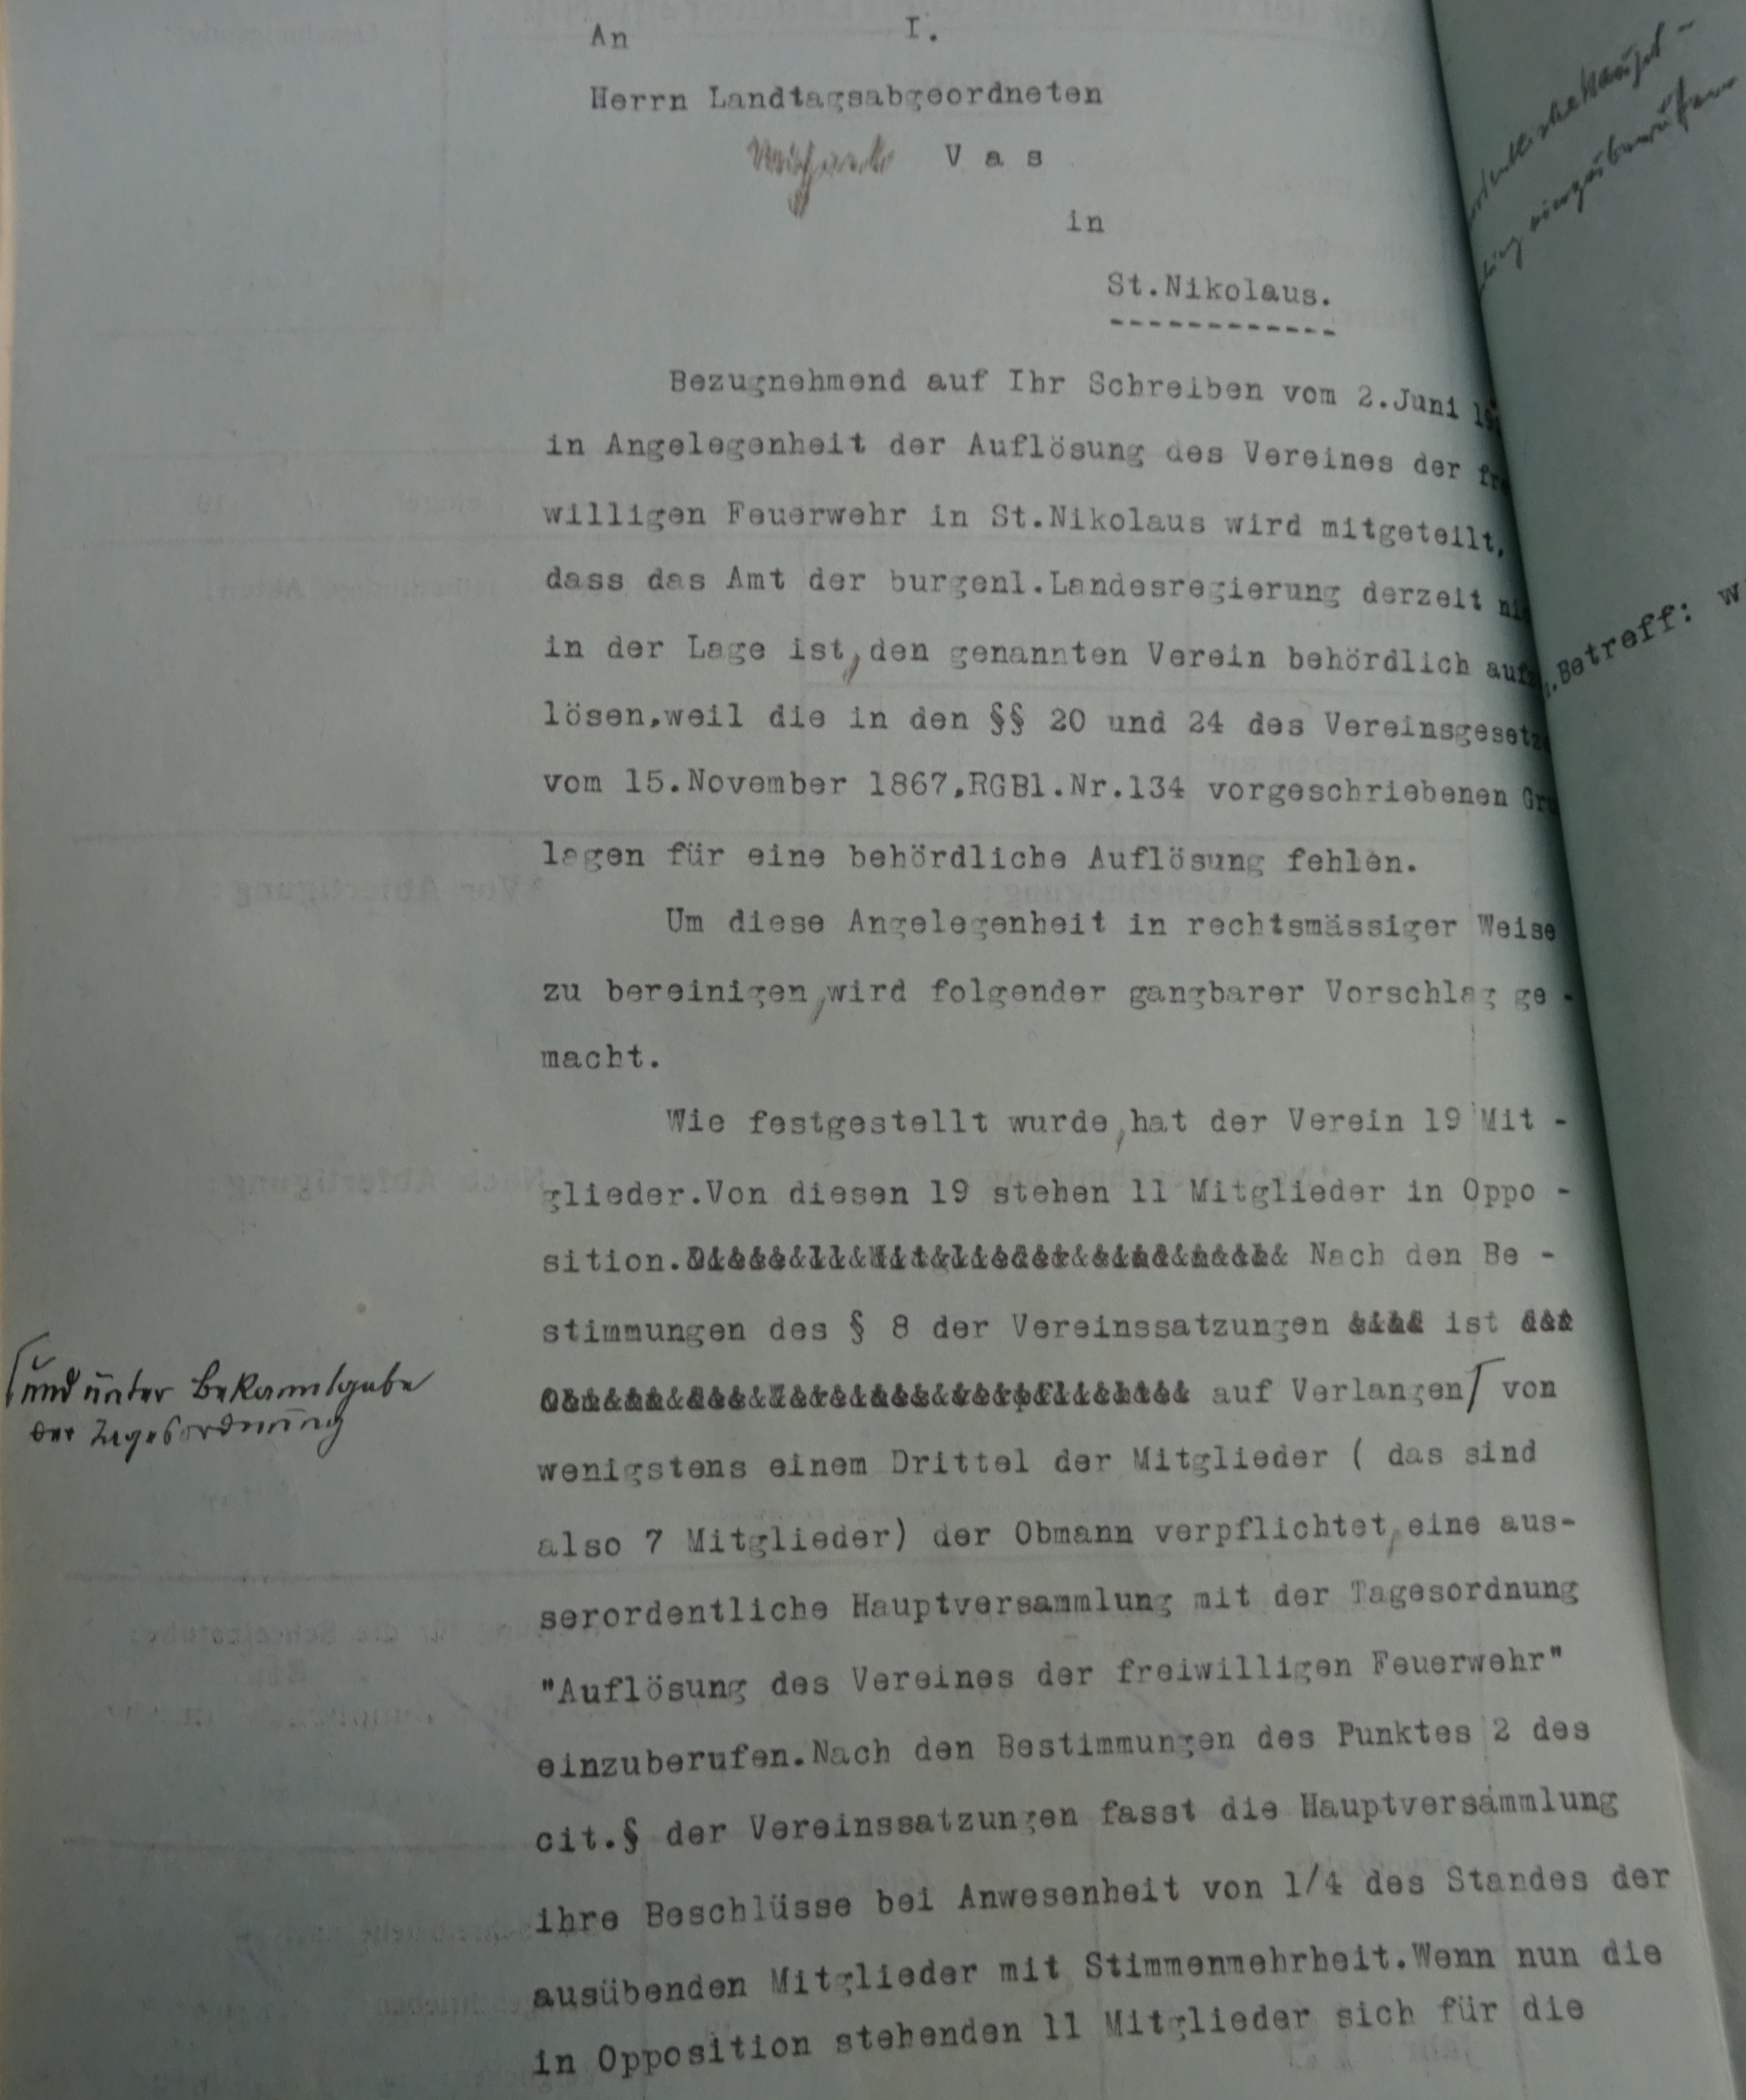 An I.
Herrn Landtagsabgeordneten
V a s
in
St.Nikolaus.
Bezugnehmend auf Ihr Schreiben vom 2.Juni
in Angelegenheit der Auflösung des Vereines der
willigen Feuerwehr in St.Nikolaus wird mitgeteilt,
dass das Amt der burgenl.Landesregierung derzeit
in der Lage ist, den genannten Verein behördlich
lösen,weil die in den §§ 20 und 24 des Vereinsgesetz
vom 15.November 1867,RGBl.Nr.134 vorgeschriebenen
lagen für eine behördliche Auflösung fehlen.
Um diese Angelegenheit in rechtsmässiger Weise
zu bereinigen, wird folgender gangbarer Vorschlag ge -
macht.
Wie festgestellt wurde, hat der Verein 19 Mit -
glieder.Von diesen 19 stehen 11 Mitglieder in Oppo -
sition. Nach den Be -
stimmungen des § 8 der Vereinssatzungen ist
auf Verlangen von
wenigstens einem Drittel der Mitglieder ( das sind
also 7 Mitglieder) der Obmann verpflichtet, eine aus-
serordentliche Hauptversammlung mit der Tagesordnung
"Auflösung des Vereines der freiwilligen Feuerwehr"
einzuberufen.Nach den Bestimmungen des Punktes 2 des
cit.§ der Vereinssatzungen fasst die Hauptversammlung
ihre Beschlüsse bei Anwesenheit von 1/4 des Standes der
ausübenden Mitglieder mit Stimmenmehrheit.Wenn nun die
in Opposition stehenden 11 Mitglieder sich für die
und unter Bekanntgabe
der Tagesordnung
Betreff: